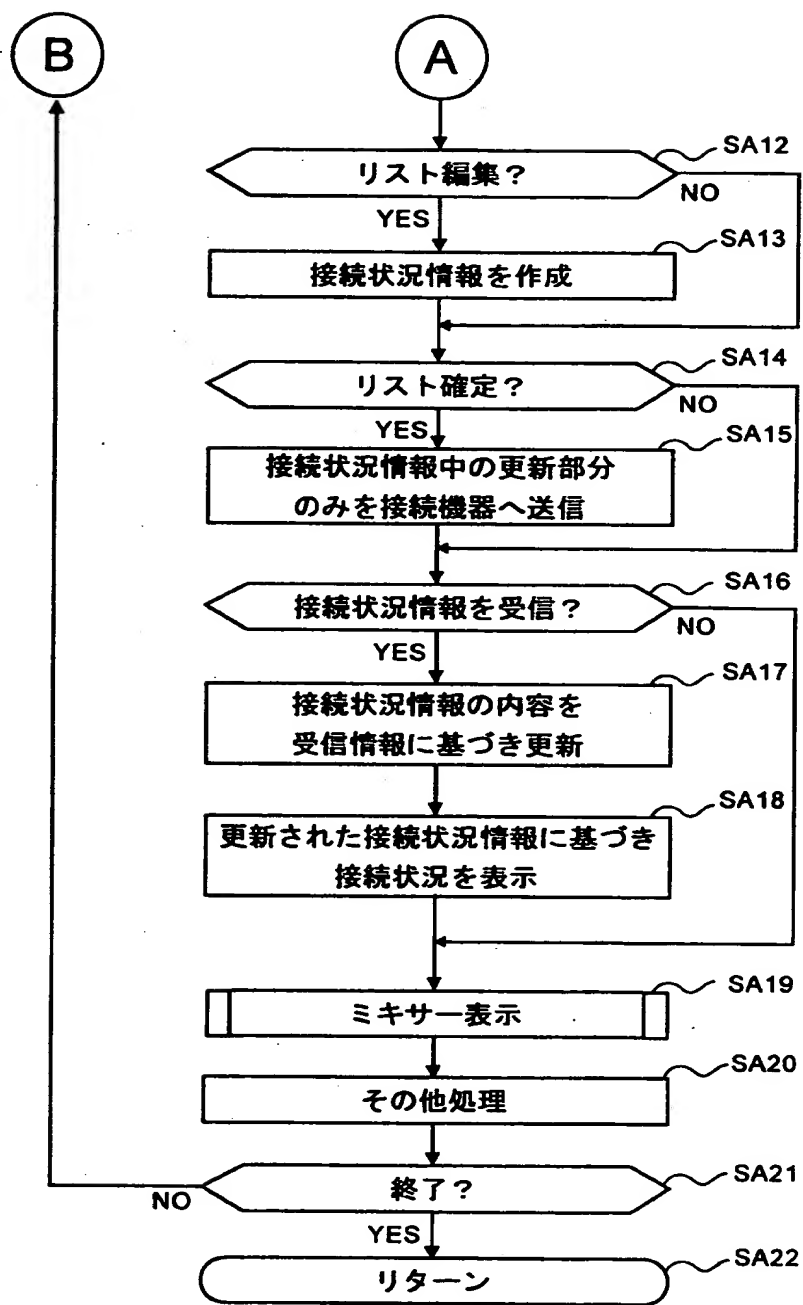 B
A
SA12
リスト編集？
NO
YES
SA13
接続状況情報を作成
SA14
リスト確定？
NO
YES
SA15
接続状況情報中の更新部分
のみを接続機器へ送信
SA16
接続状況情報を受信？
NO
YES
SA17
接続状況情報の内容を
受信情報に基づき更新
SA18
更新された接続状況情報に基づき
接続状況を表示
SA19
ミキサー表示
SA20
その他処理
SA21
終了？
NO
YES
SA22
リターン